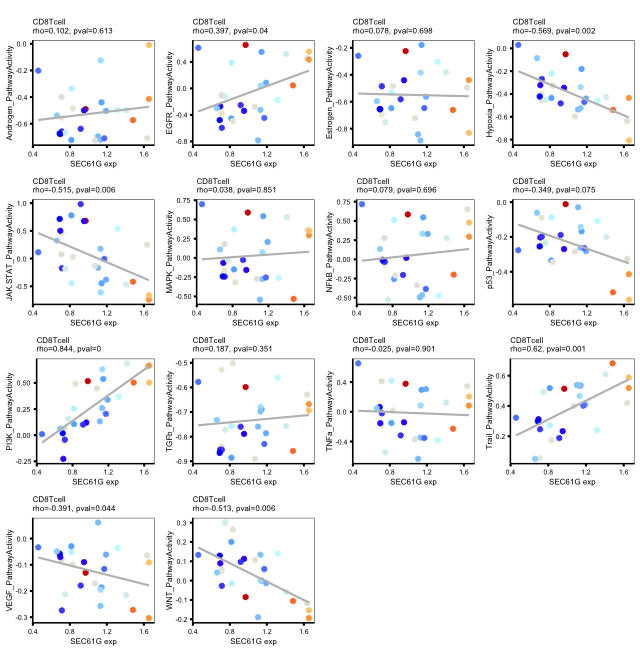 CD8Tcell
rho=0.102, pval=0.613
Androgen_PathwayActivity
0.0
-0.2
-0.4
-0.6
0.4 0.8 1.2 1.6
SEC61G exp
CD8Tcell
rho=0.397, pval=0.04
EGFR_PathwayActivity
0.4
0.0
-0.4
-0.8
0.4 0.8 1.2 1.6
SEC61G exp
CD8Tcell
rho=0.078, pval=0.698
Estrogen_PathwayActivity
-0.2
-0.4
-0.6
-0.8
0.4 0.8 1.2 1.6
SEC61G exp
CD8Tcell
rho=-0.569, pval=0.002
Hypoxia_PathwayActivity
0.0
-0.2
-0.4
-0.6
-0.8
0.4 0.8 1.2 1.6
SEC61G exp
CD8Tcell
rho=-0.515, pval=0.006
JAK.STAT_PathwayActivity
1.0
0.5
0.0
-0.5
0.4 0.8 1.2 1.6
SEC61G exp
CD8Tcell
rho=0.038, pval=0.851
MAPK_PathwayActivity
0.75
0.50
0.25
0.00
-0.25
-0.50
0.4 0.8 1.2 1.6
SEC61G exp
CD8Tcell
rho=0.079, pval=0.696
NFkB_PathwayActivity
0.75
0.50
0.25
0.00
-0.25
-0.50
0.4 0.8 1.2 1.6
SEC61G exp
CD8Tcell
rho=-0.349, pval=0.075
p53_PathwayActivity
0.0
-0.2
-0.4
0.4 0.8 1.2 1.6
SEC61G exp
CD8Tcell
rho=0.844, pval=0
PI3K_PathwayActivity
0.50
0.25
0.00
-0.25
0.4 0.8 1.2 1.6
SEC61G exp
CD8Tcell
rho=0.187, pval=0.351
TGFb_PathwayActivity
-0.5
-0.6
-0.7
-0.8
-0.9
0.4 0.8 1.2 1.6
SEC61G exp
CD8Tcell
rho=-0.025, pval=0.901
TNFa_PathwayActivity
0.4
0.0
-0.4
0.4 0.8 1.2 1.6
SEC61G exp
CD8Tcell
rho=0.62, pval=0.001
Trail_PathwayActivity
0.6
0.4
0.2
0.4 0.8 1.2 1.6
SEC61G exp
CD8Tcell
rho=-0.391, pval=0.044
VEGF_PathwayActivity
0.1
0.0
-0.1
-0.2
-0.3
0.4 0.8 1.2 1.6
SEC61G exp
CD8Tcell
rho=-0.513, pval=0.006
WNT_PathwayActivity
0.3
0.2
0.1
0.0
-0.1
-0.2
0.4 0.8 1.2 1.6
SEC61G exp